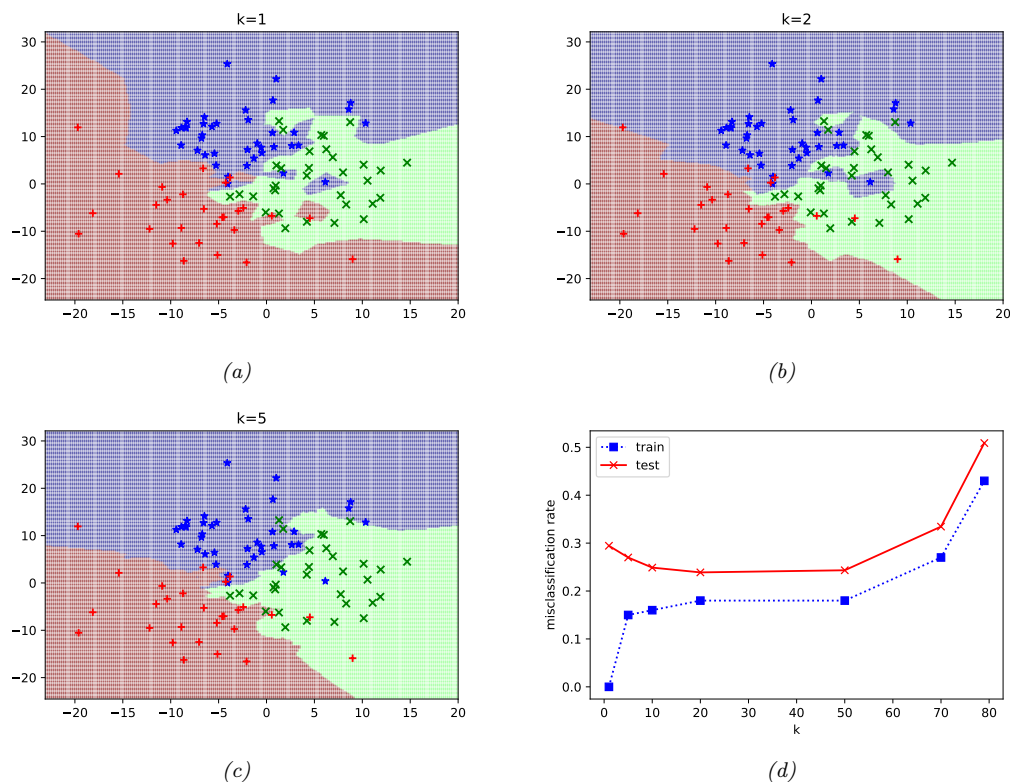 k=1
30
20
10
0
−10
−20
−20 −15 −10 −5 0 5 10 15 20
(a)
k=2
30
20
10
0
−10
−20
−20 −15 −10 −5 0 5 10 15 20
(b)
k=5
30
20
10
0
−10
−20
−20 −15 −10 −5 0 5 10 15 20
(c)
train
test
misclassification rate
0.5
0.4
0.3
0.2
0.1
0.0
0 10 20 30 40 50 60 70 80
k
(d)